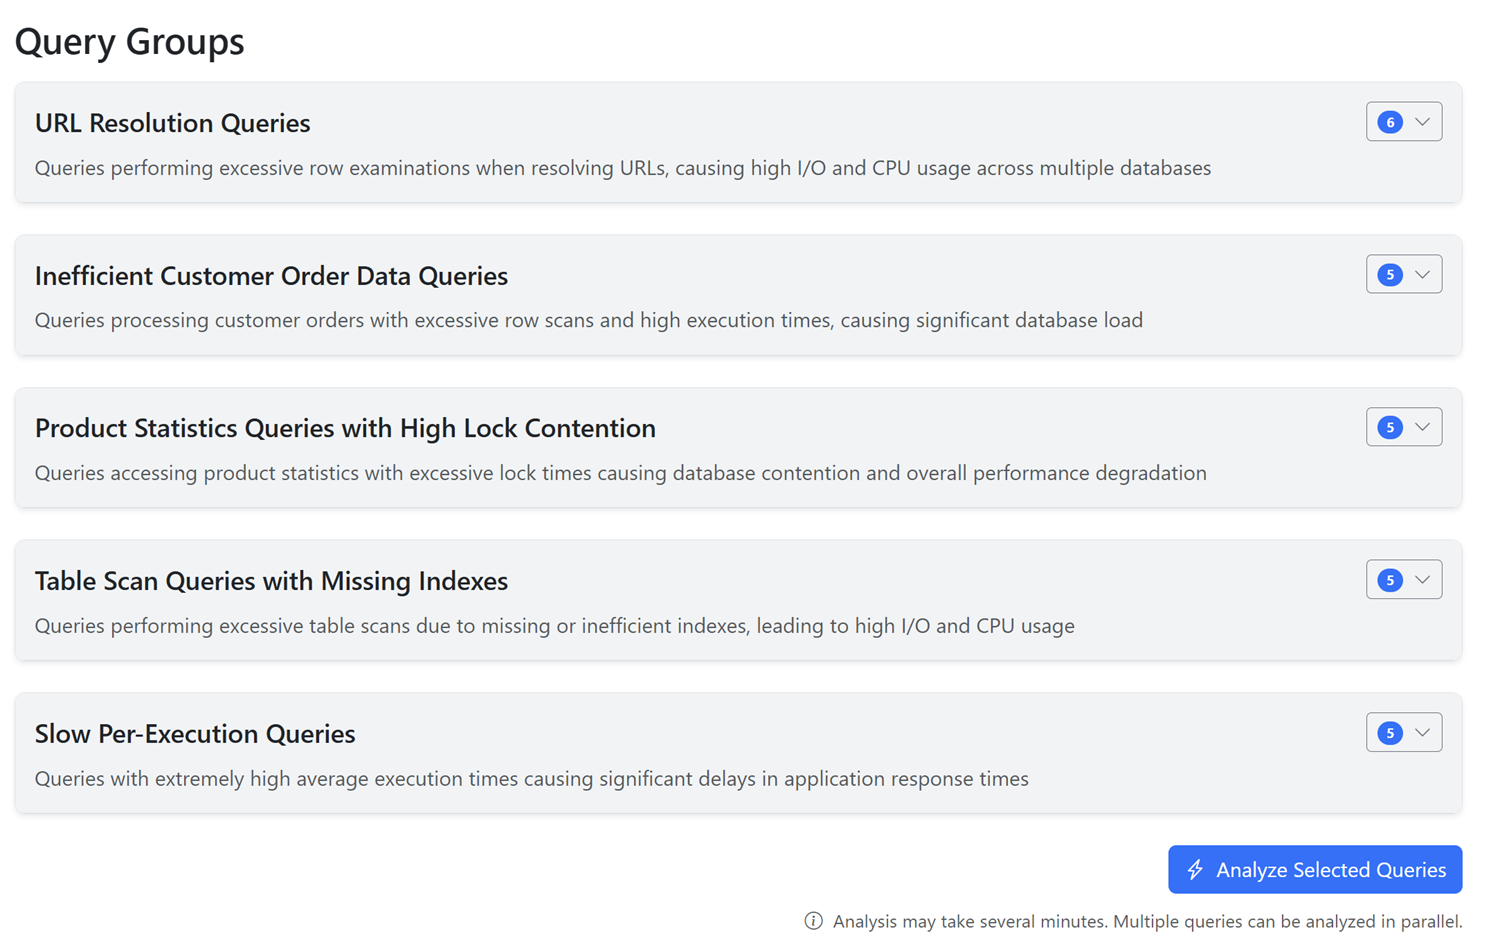 Query Groups
URL Resolution Queries
6
Queries performing excessive row examinations when resolving URLs, causing high I/O and CPU usage across multiple databases
Inefficient Customer Order Data Queries
5
Queries processing customer orders with excessive row scans and high execution times, causing significant database load
Product Statistics Queries with High Lock Contention
5
Queries accessing product statistics with excessive lock times causing database contention and overall performance degradation
Table Scan Queries with Missing Indexes
5
Queries performing excessive table scans due to missing or inefficient indexes, leading to high I/O and CPU usage
Slow Per-Execution Queries
5
Queries with extremely high average execution times causing significant delays in application response times
Analyze Selected Queries
Analysis may take several minutes. Multiple queries can be analyzed in parallel.